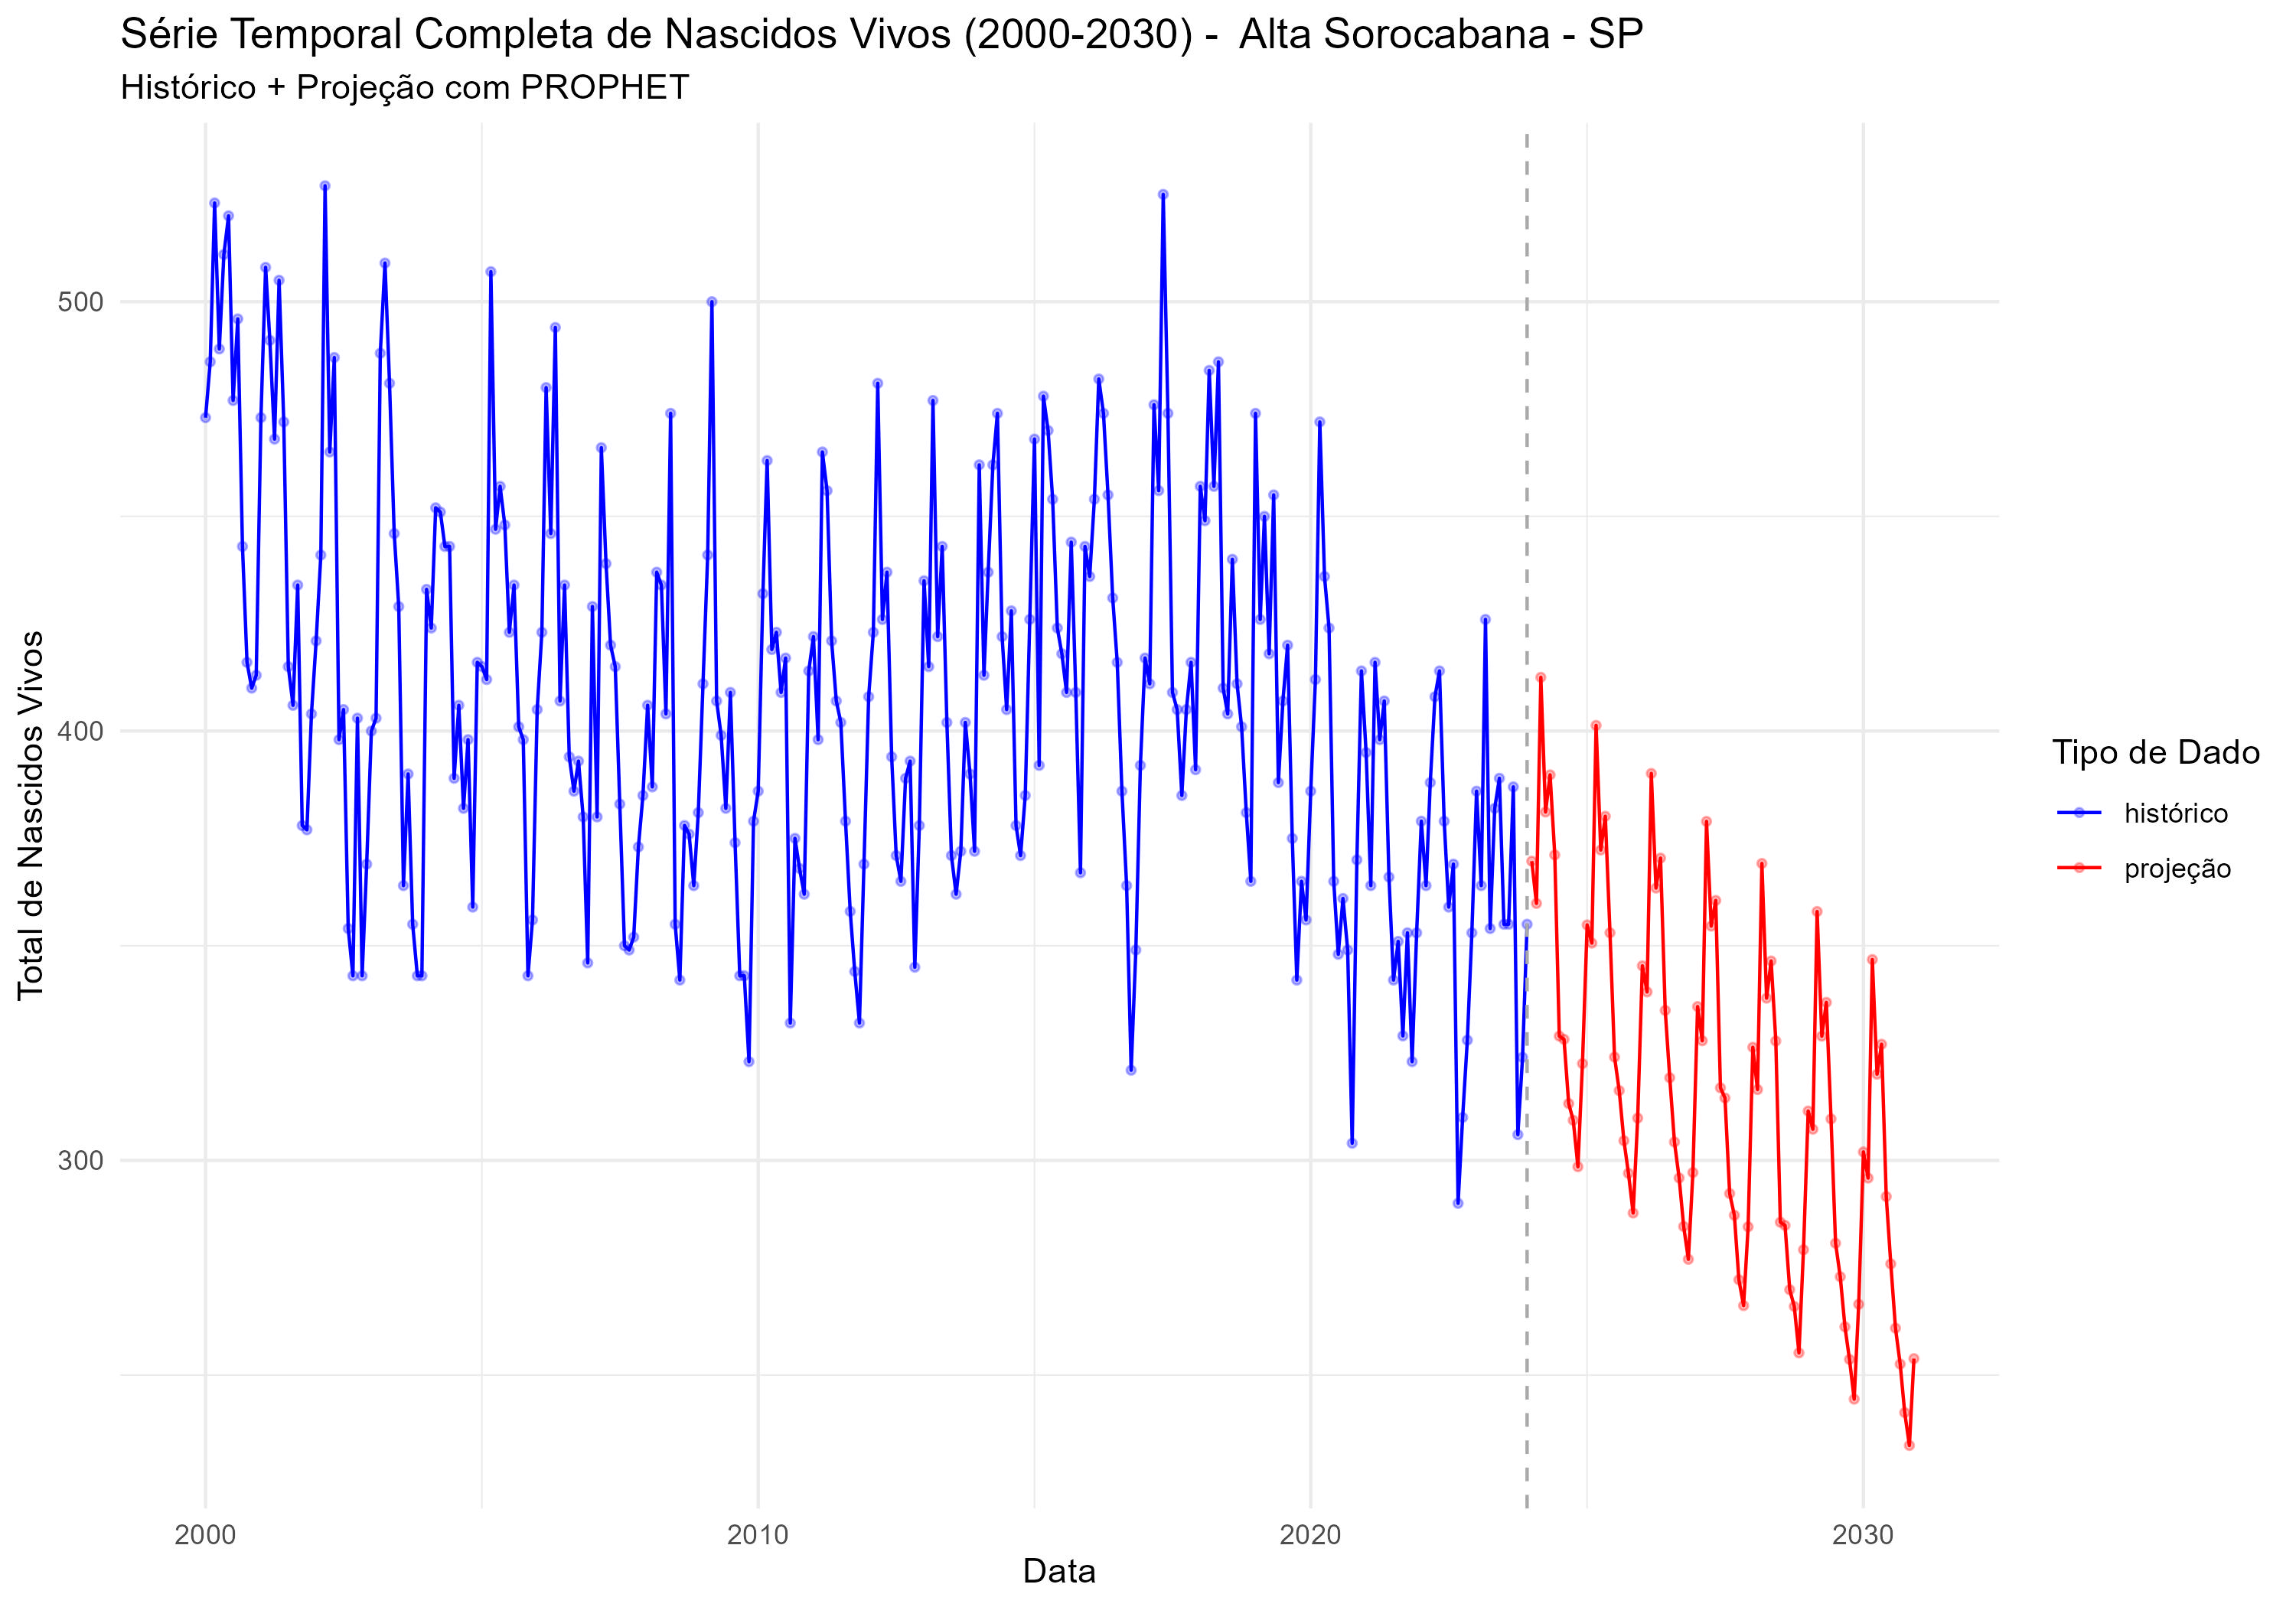 Série Temporal Completa de Nascidos Vivos (2000-2030) -  Alta Sorocabana - SP
Histórico + Projeção com PROPHET
Total de Nascidos Vivos
500
400
300
2000
2010
2020
2030
Data
Tipo de Dado
histórico
projeção